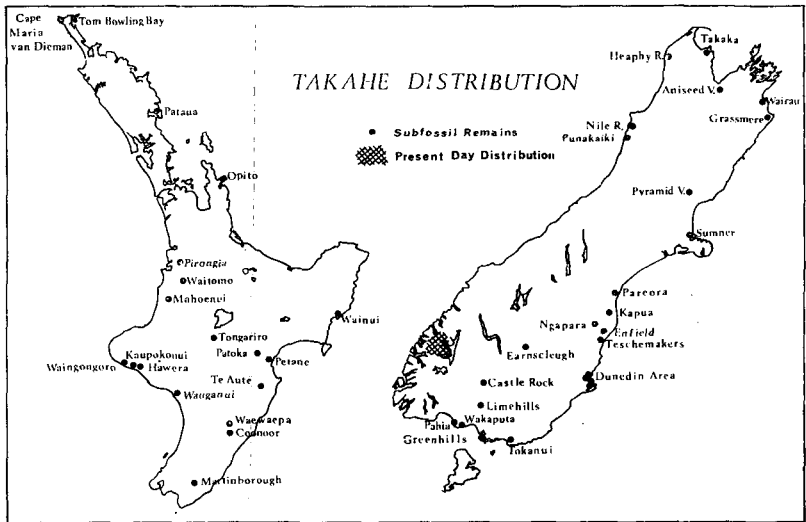 Cape
Maria
van Dieman
Tom Bowling Bay
Pataua
Opito
Pirongia
Waitomo
Mahoenui
Wainui
Tongariro
Patoka
Petane
Kaupokonui
Waingongoro
Hawera
Te Aute
Wauganui
Waewaepa
Coonoor
Martinborough
TAKAHE DISTRIBUTION
Subfossil Remains
Present Day Distribution
Takaka
Heaphy R.
Aniseed V.
Wairau
Grassmere
Nile R.
Punakaiki
Pyramid V.
Sumner
Pareora
Kapua
Ngapara
Enfield
Teschemakers
Earnscleugh
Dunedin Area
Castle Rock
Limehills
Pahia
Wakaputa
Greenhills
Tokanui